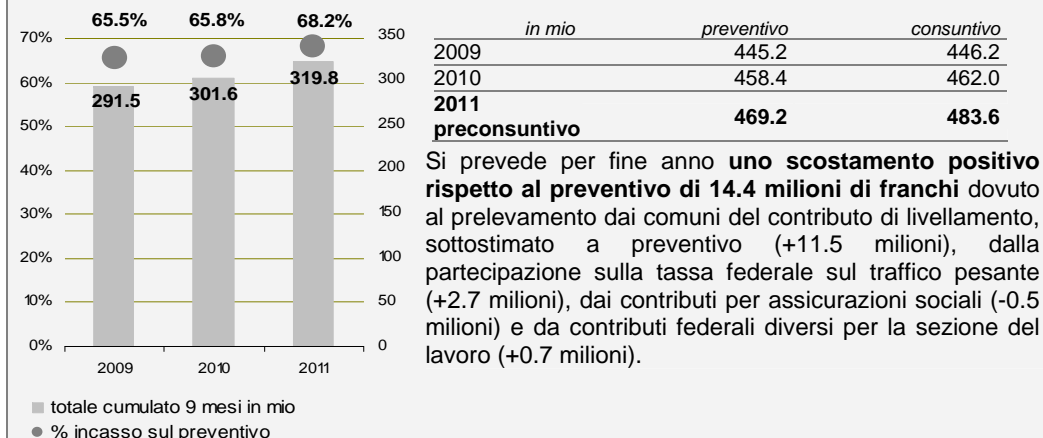 65.5% 65.8% 68.2%
70% 350
60% 300
291.5 301.6 319.8
50% 250
40% 200
30% 150
20% 100
10% 50
0% 0
2009 2010 2011
totale cumulato 9 mesi in mio
% incasso sul preventivo
in mio preventivo consuntivo
2009 445.2 446.2
2010 458.4 462.0
2011
preconsuntivo 469.2 483.6
Si prevede per fine anno uno scostamento positivo
rispetto al preventivo di 14.4 milioni di franchi dovuto
al prelevamento dai comuni del contributo di livellamento,
sottostimato a preventivo (+11.5 milioni), dalla
partecipazione sulla tassa federale sul traffico pesante
(+2.7 milioni), dai contributi per assicurazioni sociali (-0.5
milioni) e da contributi federali diversi per la sezione del
lavoro (+0.7 milioni).